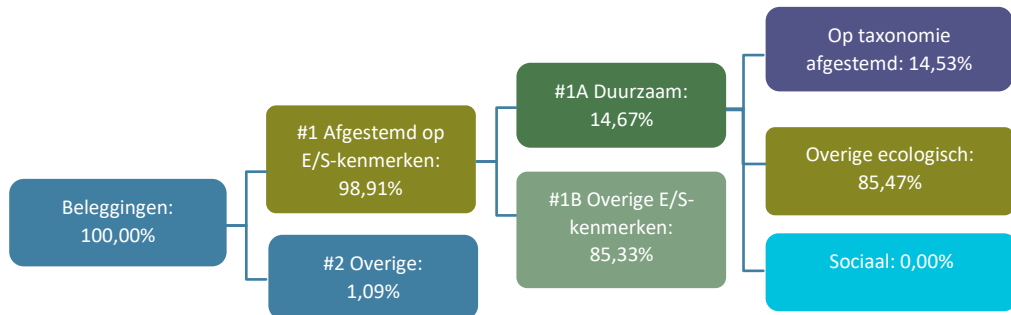 Beleggingen:
100,00%
#1 Afgestemd op
E/S-kenmerken:
98,91%
#2 Overige:
1,09%
#1A Duurzaam:
14,67%
#1B Overige E/S-
kenmerken:
85,33%
Op taxonomie
afgestemd: 14,53%
Overige ecologisch:
85,47%
Sociaal: 0,00%